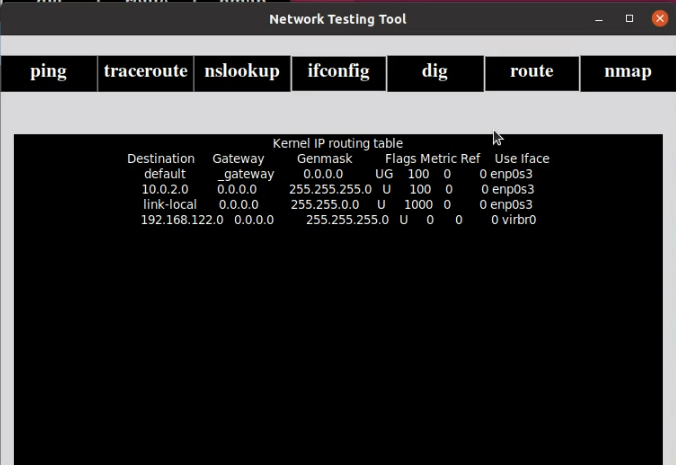 Network Testing Tool
ping traceroute nslookup ifconfig dig route nmap
Kernel IP routing table
Destination Gateway Genmask Flags Metric Ref Use Iface
default _gateway 0.0.0.0 UG 100 0 0 enp0s3
10.0.2.0 0.0.0.0 255.255.255.0 U 100 0 0 enp0s3
link-local 0.0.0.0 255.255.0.0 U 1000 0 0 enp0s3
192.168.122.0 0.0.0.0 255.255.255.0 U 0 0 0 virbr0